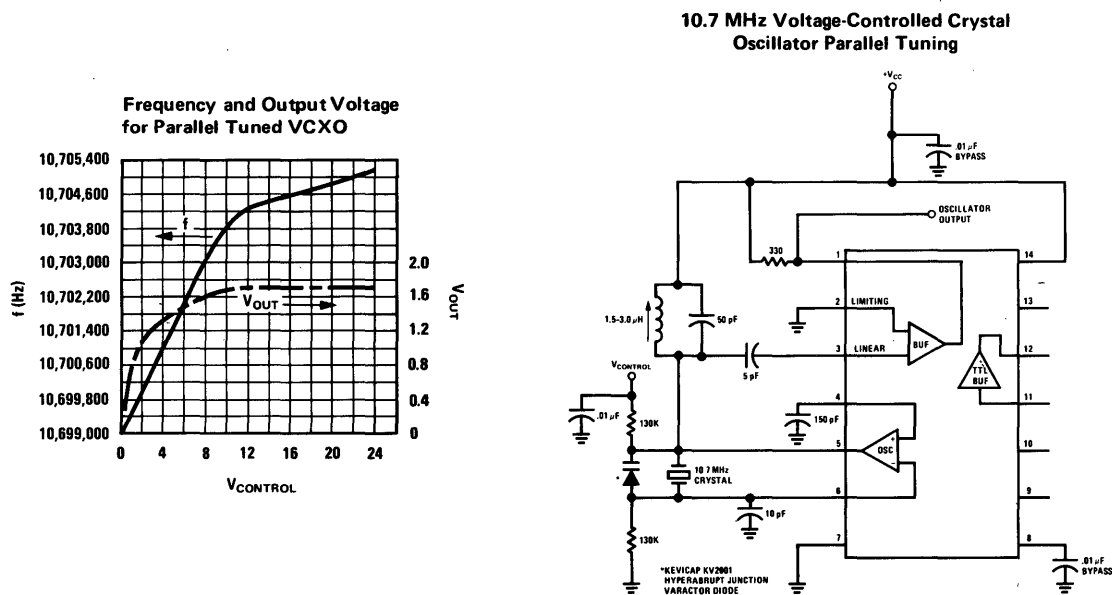 10.7 MHz Voltage-Controlled Crystal
Oscillator Parallel Tuning
Frequency and Output Voltage
for Parallel Tuned VCXO
10,705,400
10,704,600
10,703,800
10,703,000
10,702,200
10,701,400
10,700,600
10,699,800
10,699,000
f (Hz)
f
VOUT
2.0
1.6
1.2
0.8
0.4
0
VOUT
0 4 8 12 16 20 24
VCONTROL
+VCC
.01 µF
BYPASS
OSCILLATOR
OUTPUT
330
1
14
2
LIMITING
13
1.5-3.0 µH
50 pF
BUF
3
LINEAR
12
5 pF
TTL
BUF
VCONTROL
4
11
.01 µF
130K
150 pF
+
OSC
−
5
10
10 7 MHz
CRYSTAL
*
6
9
10 pF
130K
7
8
*KEVICAP KV2001
HYPERABRUPT JUNCTION
VARACTOR DIODE
.01 µF
BYPASS